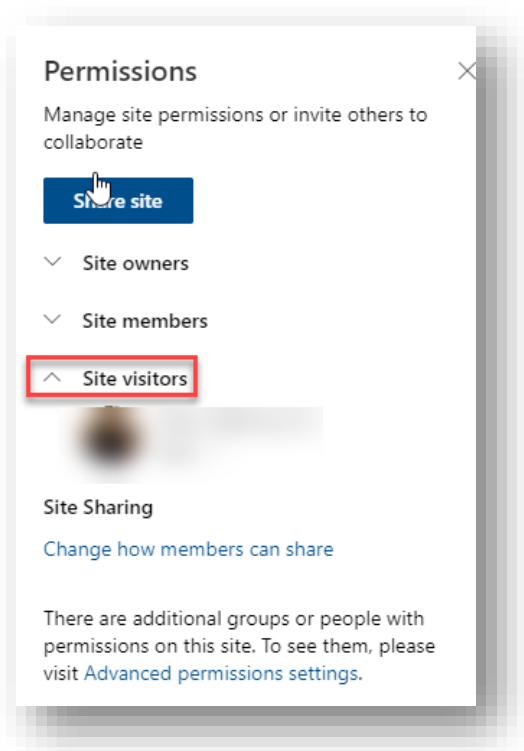 Permissions
Manage site permissions or invite others to
collaborate
Share site
Site owners
Site members
Site visitors
Site Sharing
Change how members can share
There are additional groups or people with
permissions on this site. To see them, please
visit Advanced permissions settings.